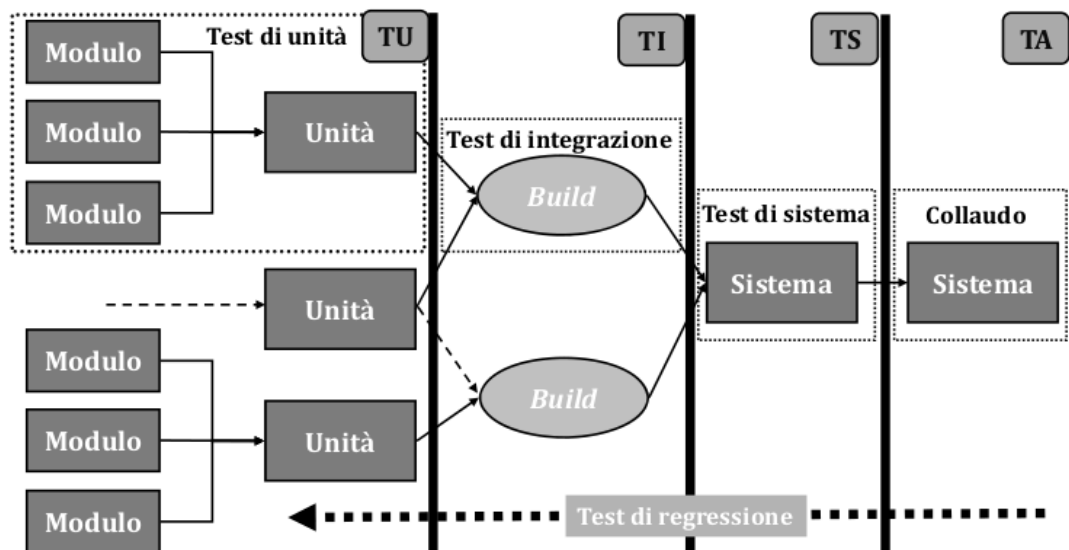 Test di unità
TU
TI
TS
TA
Modulo
Modulo
Modulo
Unità
Test di integrazione
Build
Test di sistema
Sistema
Collaudo
Sistema
Unità
Build
Modulo
Modulo
Modulo
Unità
Test di regressione